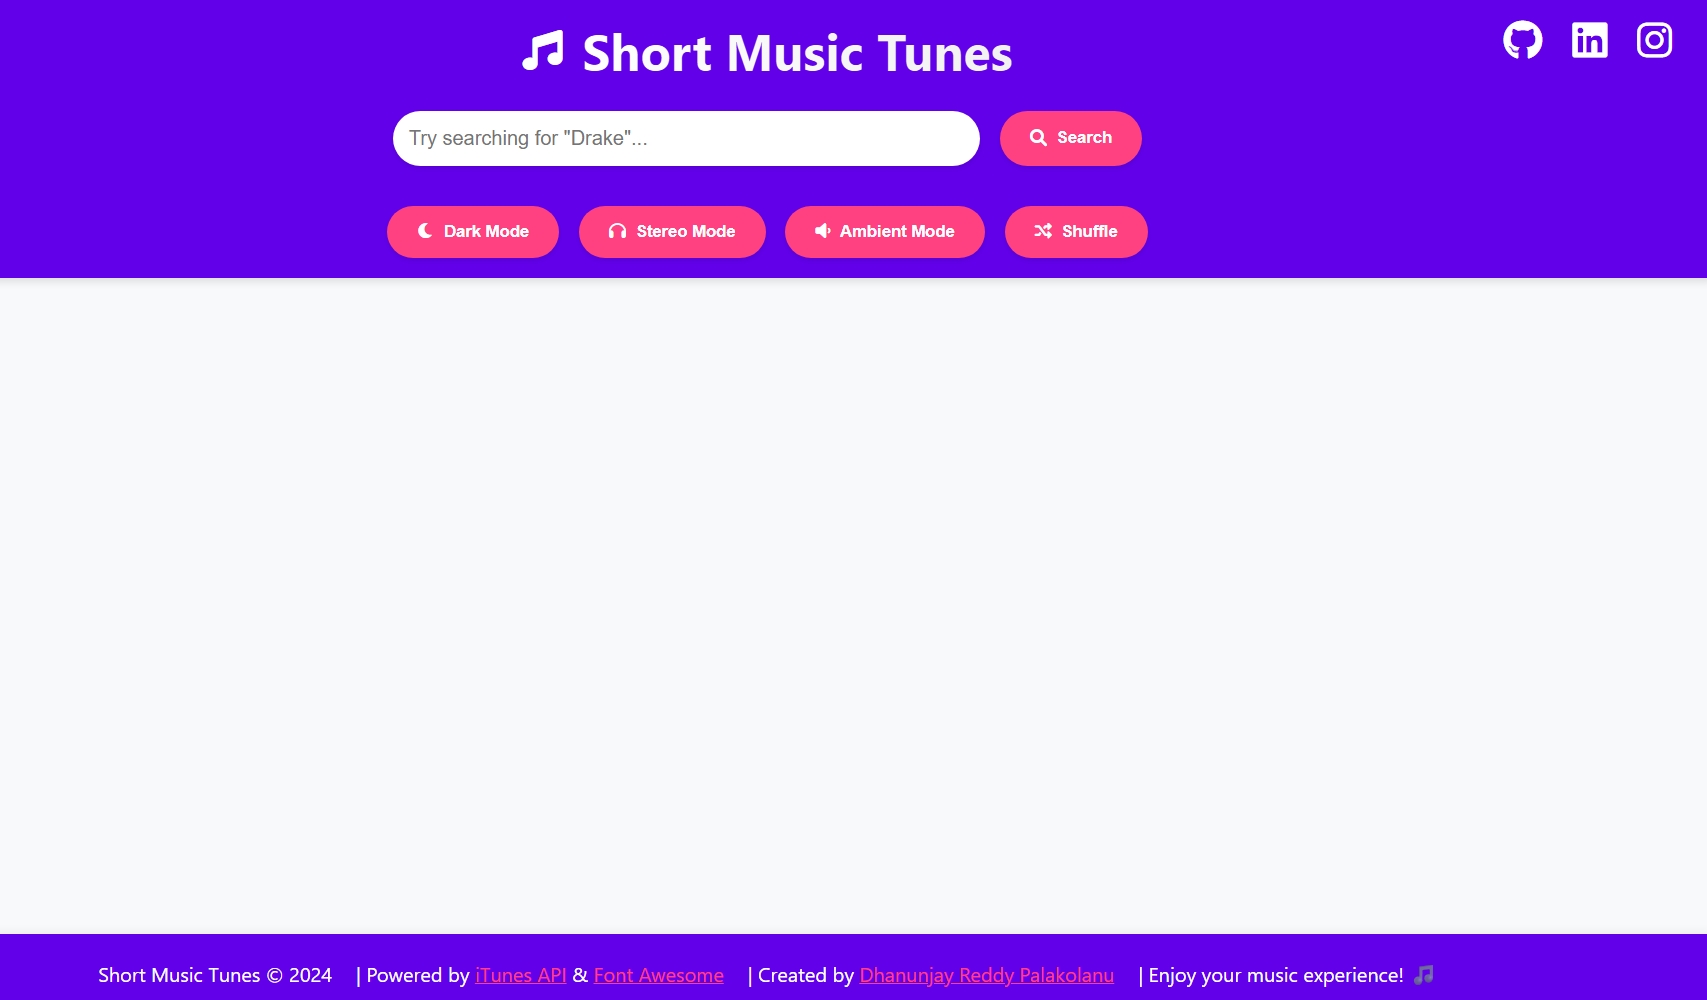 Short Music Tunes
Try searching for "Drake"...
Search
Dark Mode
Stereo Mode
Ambient Mode
Shuffle
Short Music Tunes © 2024 | Powered by iTunes API & Font Awesome | Created by Dhanunjay Reddy Palakolanu | Enjoy your music experience! 🎵